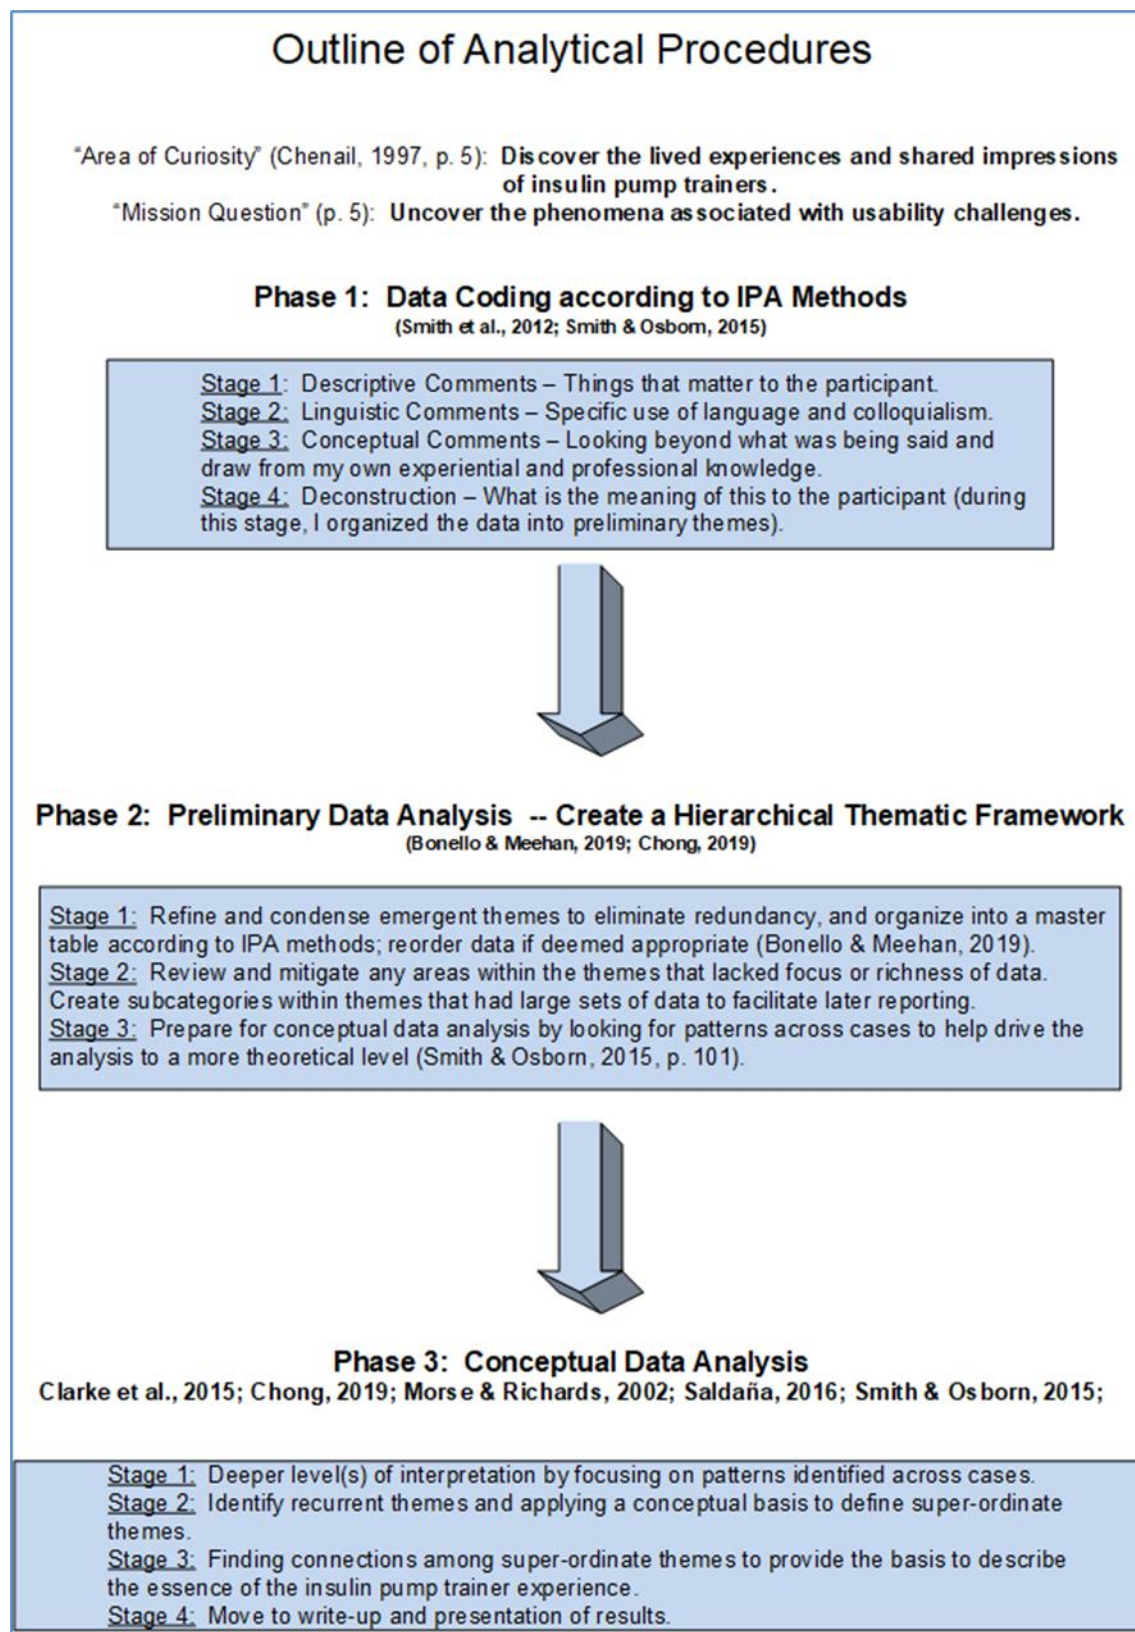 Outline of Analytical Procedures
"Area of Curiosity" (Chenail, 1997, p. 5): Discover the lived experiences and shared impressions
of insulin pump trainers.
"Mission Question" (p. 5): Uncover the phenomena associated with usability challenges.
Phase 1: Data Coding according to IPA Methods
(Smith et al., 2012; Smith & Osborn, 2015)
Stage 1: Descriptive Comments – Things that matter to the participant.
Stage 2: Linguistic Comments – Specific use of language and colloquialism.
Stage 3: Conceptual Comments – Looking beyond what was being said and
draw from my own experiential and professional knowledge.
Stage 4: Deconstruction – What is the meaning of this to the participant (during
this stage, I organized the data into preliminary themes).
Phase 2: Preliminary Data Analysis -- Create a Hierarchical Thematic Framework
(Bonello & Meehan, 2019; Chong, 2019)
Stage 1: Refine and condense emergent themes to eliminate redundancy, and organize into a master
table according to IPA methods; reorder data if deemed appropriate (Bonello & Meehan, 2019).
Stage 2: Review and mitigate any areas within the themes that lacked focus or richness of data.
Create subcategories within themes that had large sets of data to facilitate later reporting.
Stage 3: Prepare for conceptual data analysis by looking for patterns across cases to help drive the
analysis to a more theoretical level (Smith & Osborn, 2015, p. 101).
Phase 3: Conceptual Data Analysis
Clarke et al., 2015; Chong, 2019; Morse & Richards, 2002; Saldaña, 2016; Smith & Osborn, 2015;
Stage 1: Deeper level(s) of interpretation by focusing on patterns identified across cases.
Stage 2: Identify recurrent themes and applying a conceptual basis to define super-ordinate
themes.
Stage 3: Finding connections among super-ordinate themes to provide the basis to describe
the essence of the insulin pump trainer experience.
Stage 4: Move to write-up and presentation of results.